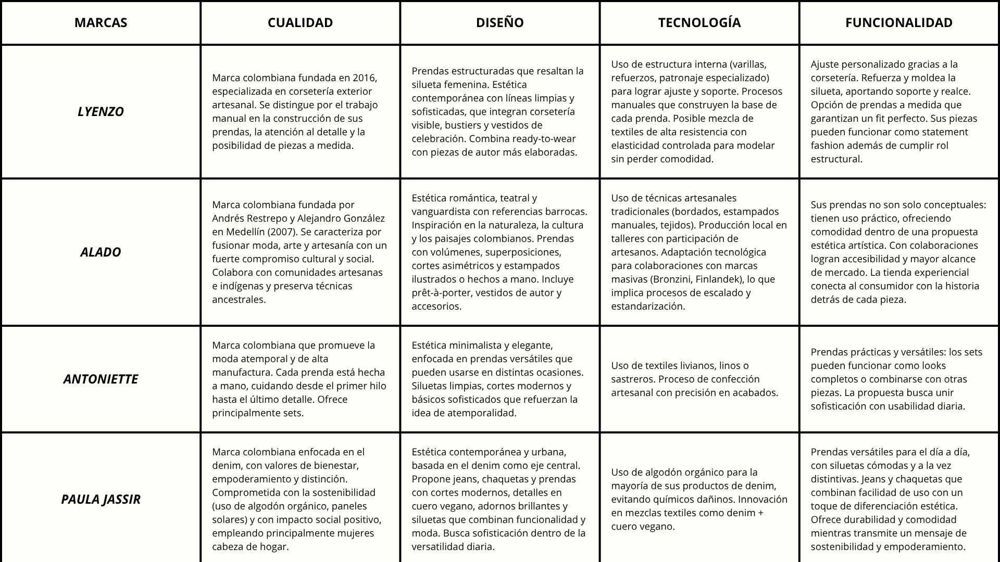 MARCAS
CUALIDAD
DISEÑO
TECNOLOGÍA
FUNCIONALIDAD
LYENZO
Marca colombiana fundada en 2016,
especializada en corsetería exterior
artesanal. Se distingue por el trabajo
manual en la construcción de sus
prendas, la atención al detalle y la
posibilidad de piezas a medida.
Prendas estructuradas que resaltan la
silueta femenina. Estética
contemporánea con líneas limpias y
sofisticadas, que integran corsetería
visible, bustiers y vestidos de
celebración. Combina ready-to-wear
con piezas de autor más elaboradas.
Uso de estructura interna (varillas,
refuerzos, patronaje especializado)
para lograr ajuste y soporte. Procesos
manuales que construyen la base de
cada prenda. Posible mezcla de
textiles de alta resistencia con
elasticidad controlada para modelar
sin perder comodidad.
Ajuste personalizado gracias a la
corsetería. Refuerza y moldea la
silueta, aportando soporte y realce.
Opción de prendas a medida que
garantizan un fit perfecto. Sus piezas
pueden funcionar como statement
fashion además de cumplir rol
estructural.
ALADO
Marca colombiana fundada por
Andrés Restrepo y Alejandro González
en Medellín (2007). Se caracteriza por
fusionar moda, arte y artesanía con un
fuerte compromiso cultural y social.
Colabora con comunidades artesanas
e indígenas y preserva técnicas
ancestrales.
Estética romántica, teatral y
vanguardista con referencias barrocas.
Inspiración en la naturaleza, la cultura
y los paisajes colombianos. Prendas
con volúmenes, superposiciones,
cortes asimétricos y estampados
ilustrados o hechos a mano. Incluye
prêt-à-porter, vestidos de autor y
accesorios.
Uso de técnicas artesanales
tradicionales (bordados, estampados
manuales, tejidos). Producción local en
talleres con participación de
artesanos. Adaptación tecnológica
para colaboraciones con marcas
masivas (Bronzini, Finlandek), lo que
implica procesos de escalado y
estandarización.
Sus prendas no son solo conceptuales:
tienen uso práctico, ofreciendo
comodidad dentro de una propuesta
estética artística. Con colaboraciones
logran accesibilidad y mayor alcance
de mercado. La tienda experiencial
conecta al consumidor con la historia
detrás de cada pieza.
ANTONIETTE
Marca colombiana que promueve la
moda atemporal y de alta
manufactura. Cada prenda está hecha
a mano, cuidando desde el primer hilo
hasta el último detalle. Ofrece
principalmente sets.
Estética minimalista y elegante,
enfocada en prendas versátiles que
pueden usarse en distintas ocasiones.
Siluetas limpias, cortes modernos y
básicos sofisticados que refuerzan la
idea de atemporalidad.
Uso de textiles livianos, linos o
sastreros. Proceso de confección
artesanal con precisión en acabados.
Prendas prácticas y versátiles: los sets
pueden funcionar como looks
completos o combinarse con otras
piezas. La propuesta busca unir
sofisticación con usabilidad diaria.
PAULA JASSIR
Marca colombiana enfocada en el
denim, con valores de bienestar,
empoderamiento y distinción.
Comprometida con la sostenibilidad
(uso de algodón orgánico, paneles
solares) y con impacto social positivo,
empleando principalmente mujeres
cabeza de hogar.
Estética contemporánea y urbana,
basada en el denim como eje central.
Propone jeans, chaquetas y prendas
con cortes modernos, detalles en
cuero vegano, adornos brillantes y
siluetas que combinan funcionalidad y
moda. Busca sofisticación dentro de la
versatilidad diaria.
Uso de algodón orgánico para la
mayoría de sus productos de denim,
evitando químicos dañinos. Innovación
en mezclas textiles como denim +
cuero vegano.
Prendas versátiles para el día a día,
con siluetas cómodas y a la vez
distintivas. Jeans y chaquetas que
combinan facilidad de uso con un
toque de diferenciación estética.
Ofrece durabilidad y comodidad
mientras transmite un mensaje de
sostenibilidad y empoderamiento.